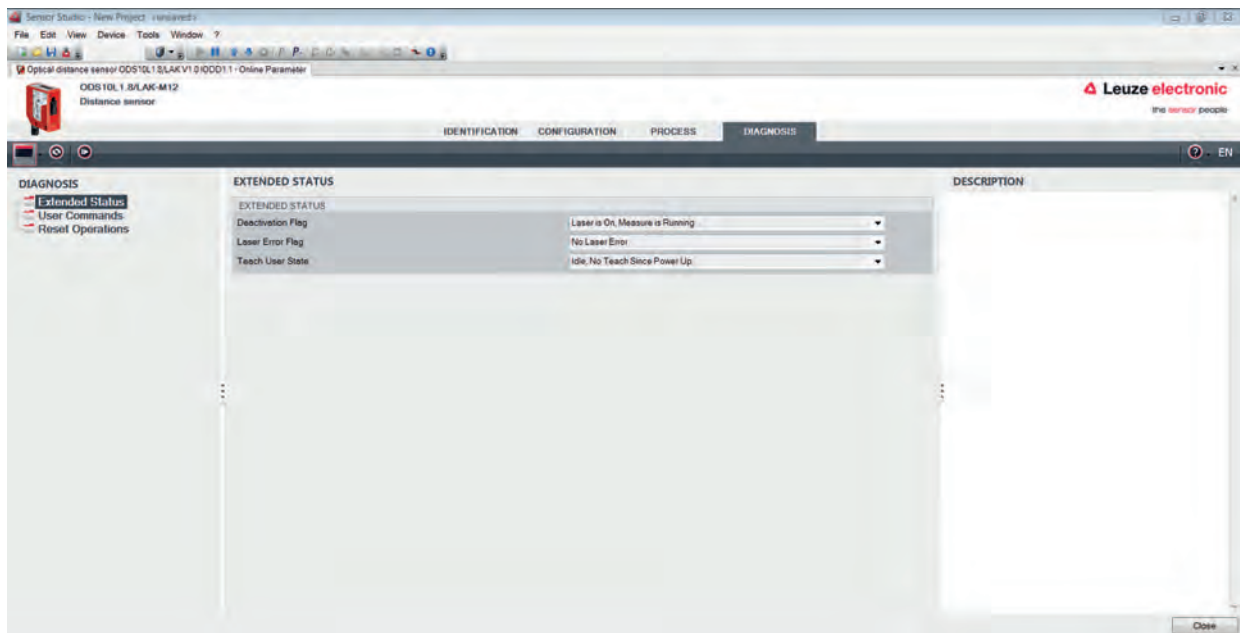 Sensor Studio - New Project <unsaved>
File Edit View Device Tools Window ?
Optical distance sensor ODS10L1.8/LAK V1.0 IODD1.1 - Online Parameter
ODS10L1.8/LAK-M12
Distance sensor
Leuze electronic
the sensor people
IDENTIFICATION CONFIGURATION PROCESS DIAGNOSIS
EN
DIAGNOSIS
Extended Status
User Commands
Reset Operations
EXTENDED STATUS
EXTENDED STATUS
Deactivation Flag Laser is On, Measure is Running
Laser Error Flag No Laser Error
Teach User State Idle, No Teach Since Power Up
DESCRIPTION
Close